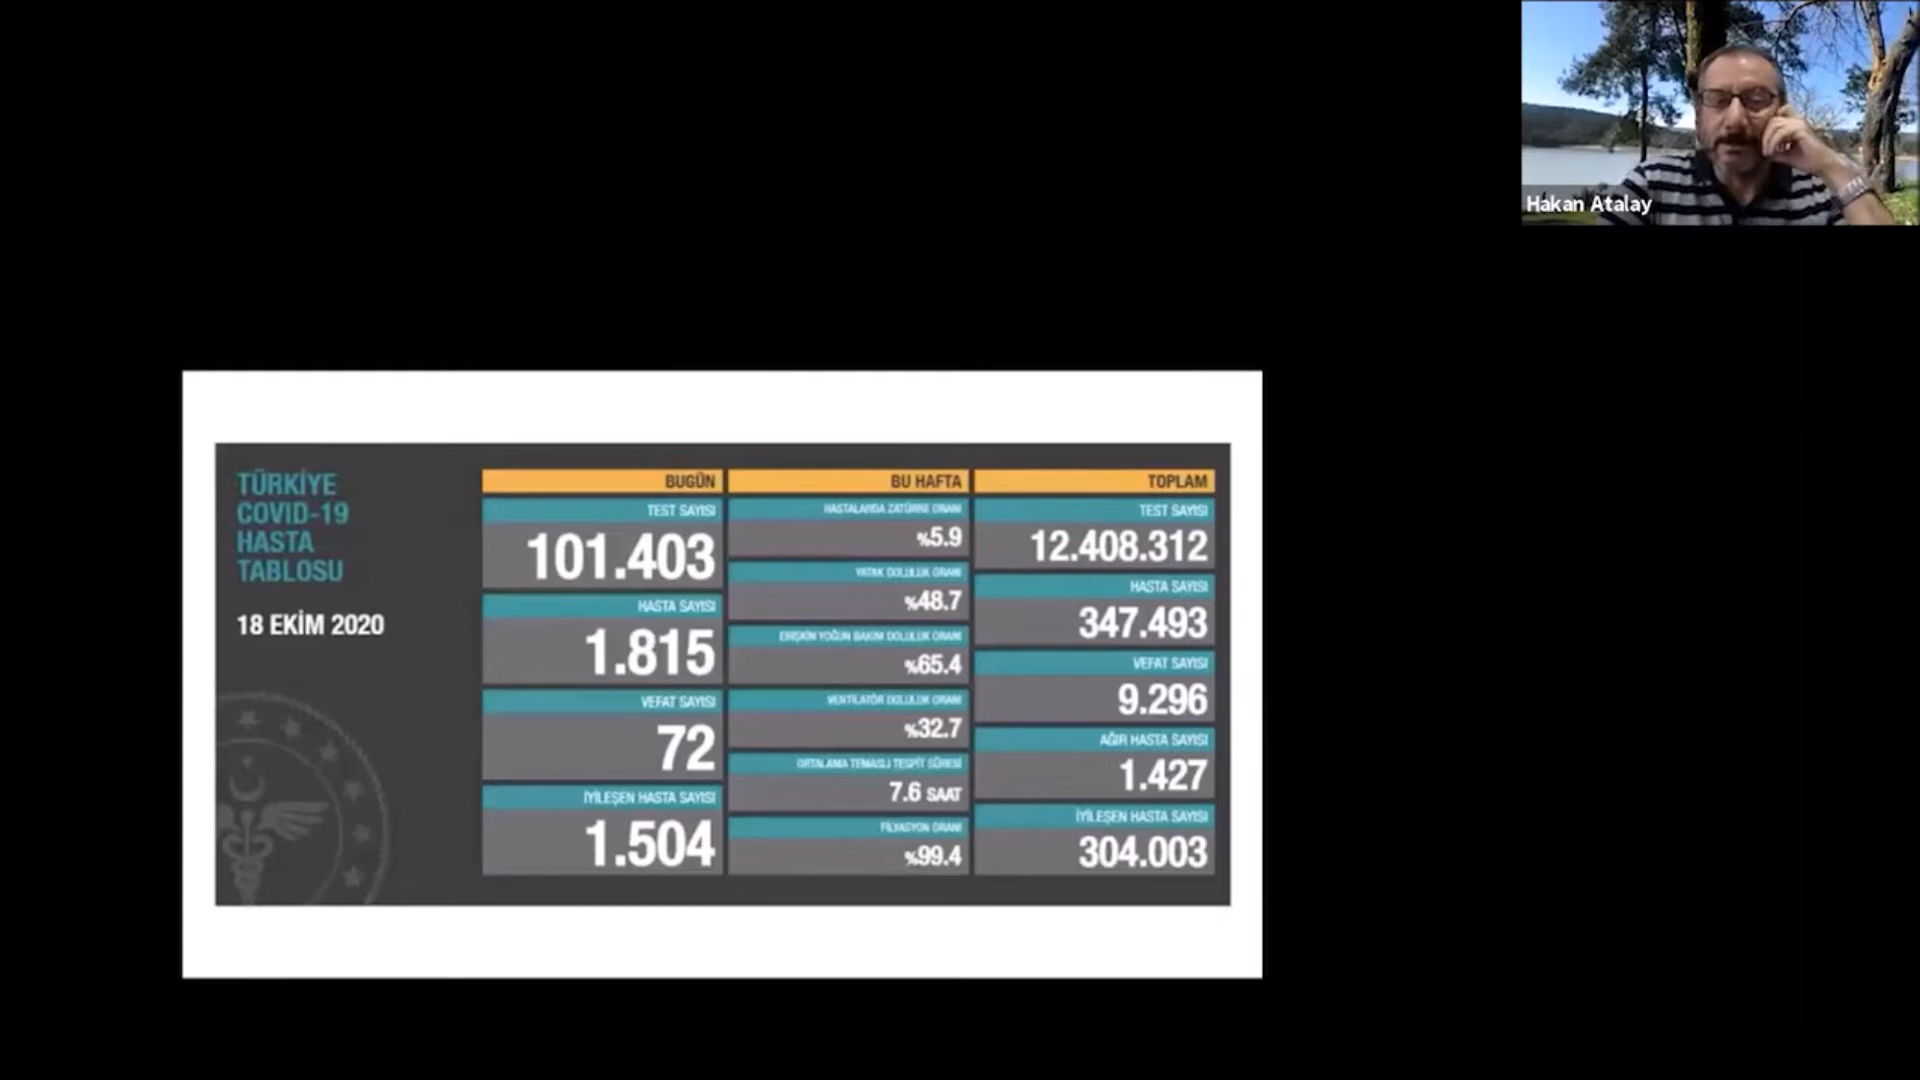 Hakan Atalay
TÜRKİYE
COVID-19
HASTA
TABLOSU
18 EKİM 2020
BUGÜN
TEST SAYISI
101.403
HASTA SAYISI
1.815
VEFAT SAYISI
72
İYİLEŞEN HASTA SAYISI
1.504
BU HAFTA
HASTALARDA ZATÜRRE ORANI
%5.9
YATAK DOLULUK ORANI
%48.7
ERİŞKİN YOĞUN BAKIM DOLULUK ORANI
%65.4
VENTİLATÖR DOLULUK ORANI
%32.7
ORTALAMA TEMASLI TESPİT SÜRESİ
7.6 SAAT
FİLYASYON ORANI
%99.4
TOPLAM
TEST SAYISI
12.408.312
HASTA SAYISI
347.493
VEFAT SAYISI
9.296
AĞIR HASTA SAYISI
1.427
İYİLEŞEN HASTA SAYISI
304.003